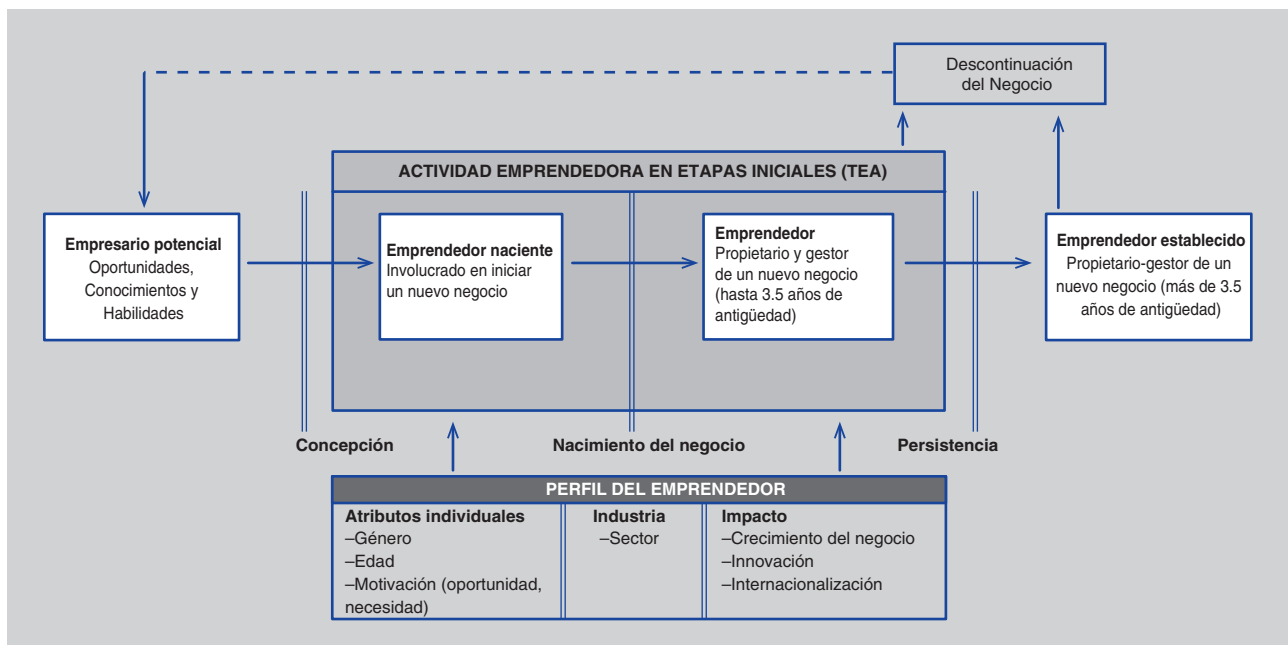 Descontinuación
del Negocio
ACTIVIDAD EMPRENDEDORA EN ETAPAS INICIALES (TEA)
Empresario potencial
Oportunidades,
Conocimientos y
Habilidades
Emprendedor naciente
Involucrado en iniciar
un nuevo negocio
Emprendedor
Propietario y gestor
de un nuevo negocio
(hasta 3.5 años de
antigüedad)
Emprendedor establecido
Propietario-gestor de un
nuevo negocio (más de 3.5
años de antigüedad)
Concepción
Nacimiento del negocio
Persistencia
PERFIL DEL EMPRENDEDOR
Atributos individuales
–Género
–Edad
–Motivación (oportunidad,
necesidad)
Industria
–Sector
Impacto
–Crecimiento del negocio
–Innovación
–Internacionalización